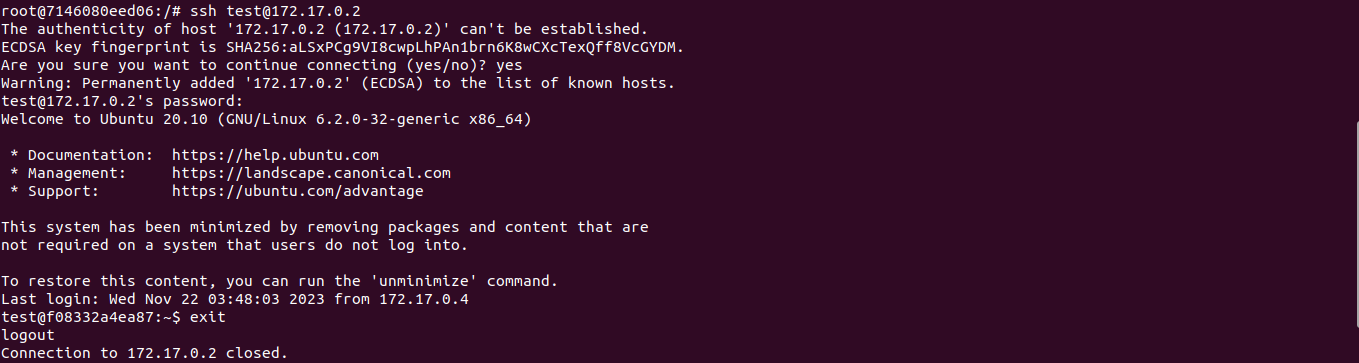 root@7146080eed06:/# ssh test@172.17.0.2
The authenticity of host '172.17.0.2 (172.17.0.2)' can't be established.
ECDSA key fingerprint is SHA256:aLSxPCg9VI8cwpLhPAn1brn6K8wCXcTexQff8VcGYDM.
Are you sure you want to continue connecting (yes/no)? yes
Warning: Permanently added '172.17.0.2' (ECDSA) to the list of known hosts.
test@172.17.0.2's password:
Welcome to Ubuntu 20.10 (GNU/Linux 6.2.0-32-generic x86_64)

 * Documentation:  https://help.ubuntu.com
 * Management:     https://landscape.canonical.com
 * Support:        https://ubuntu.com/advantage

This system has been minimized by removing packages and content that are
not required on a system that users do not log into.

To restore this content, you can run the 'unminimize' command.
Last login: Wed Nov 22 03:48:03 2023 from 172.17.0.4
test@f08332a4ea87:~$ exit
logout
Connection to 172.17.0.2 closed.